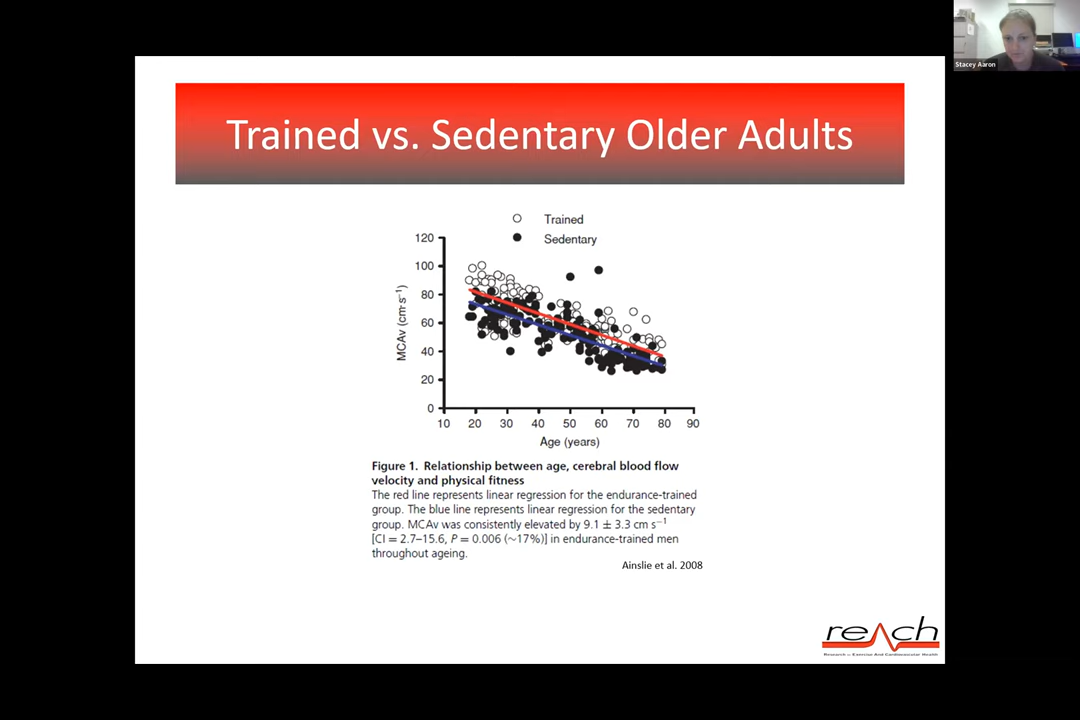 Stacey Aaron
Trained vs. Sedentary Older Adults
Trained
Sedentary
120
100
80
60
40
20
0
MCAv (cm·s⁻¹)
10 20 30 40 50 60 70 80 90
Age (years)
Figure 1. Relationship between age, cerebral blood flow
velocity and physical fitness
The red line represents linear regression for the endurance-trained
group. The blue line represents linear regression for the sedentary
group. MCAv was consistently elevated by 9.1 ± 3.3 cm s⁻¹
[CI = 2.7–15.6, P = 0.006 (∼17%)] in endurance-trained men
throughout ageing.
Ainslie et al. 2008
reach
Research in Exercise And Cardiovascular Health